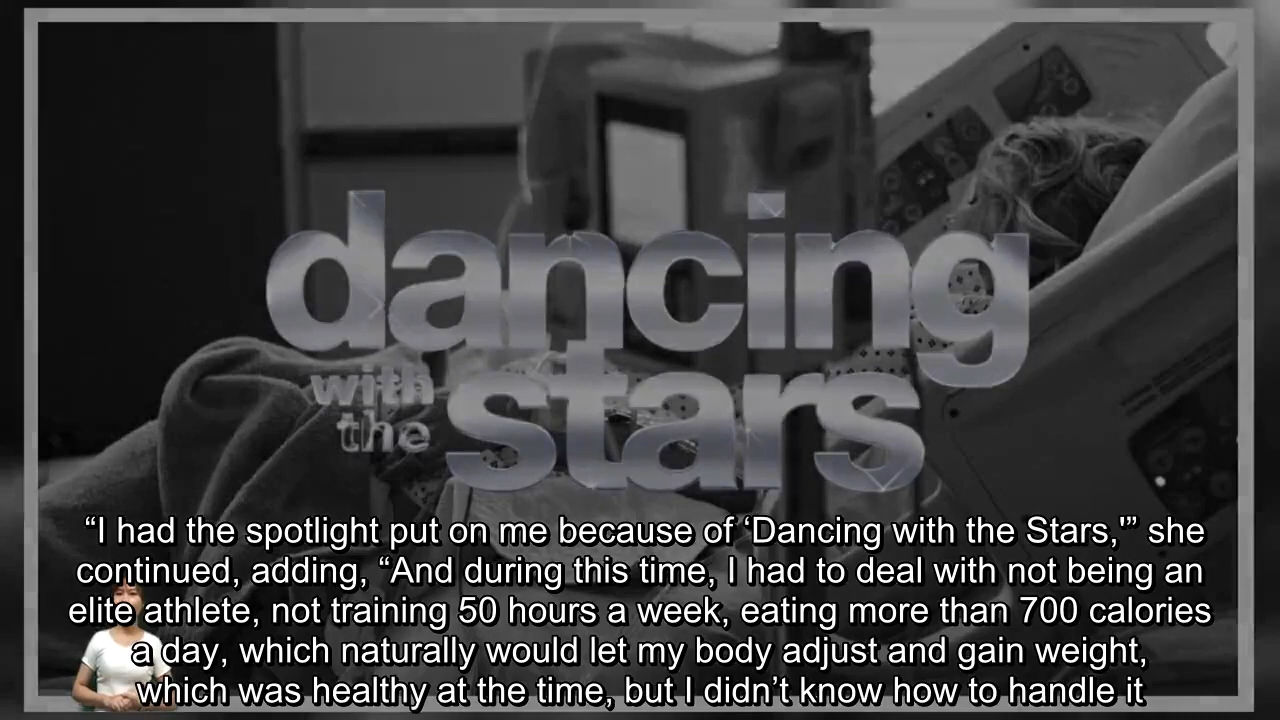 dancing
with
the
stars
“I had the spotlight put on me because of ‘Dancing with the Stars,'” she
continued, adding, “And during this time, I had to deal with not being an
elite athlete, not training 50 hours a week, eating more than 700 calories
a day, which naturally would let my body adjust and gain weight,
which was healthy at the time, but I didn’t know how to handle it